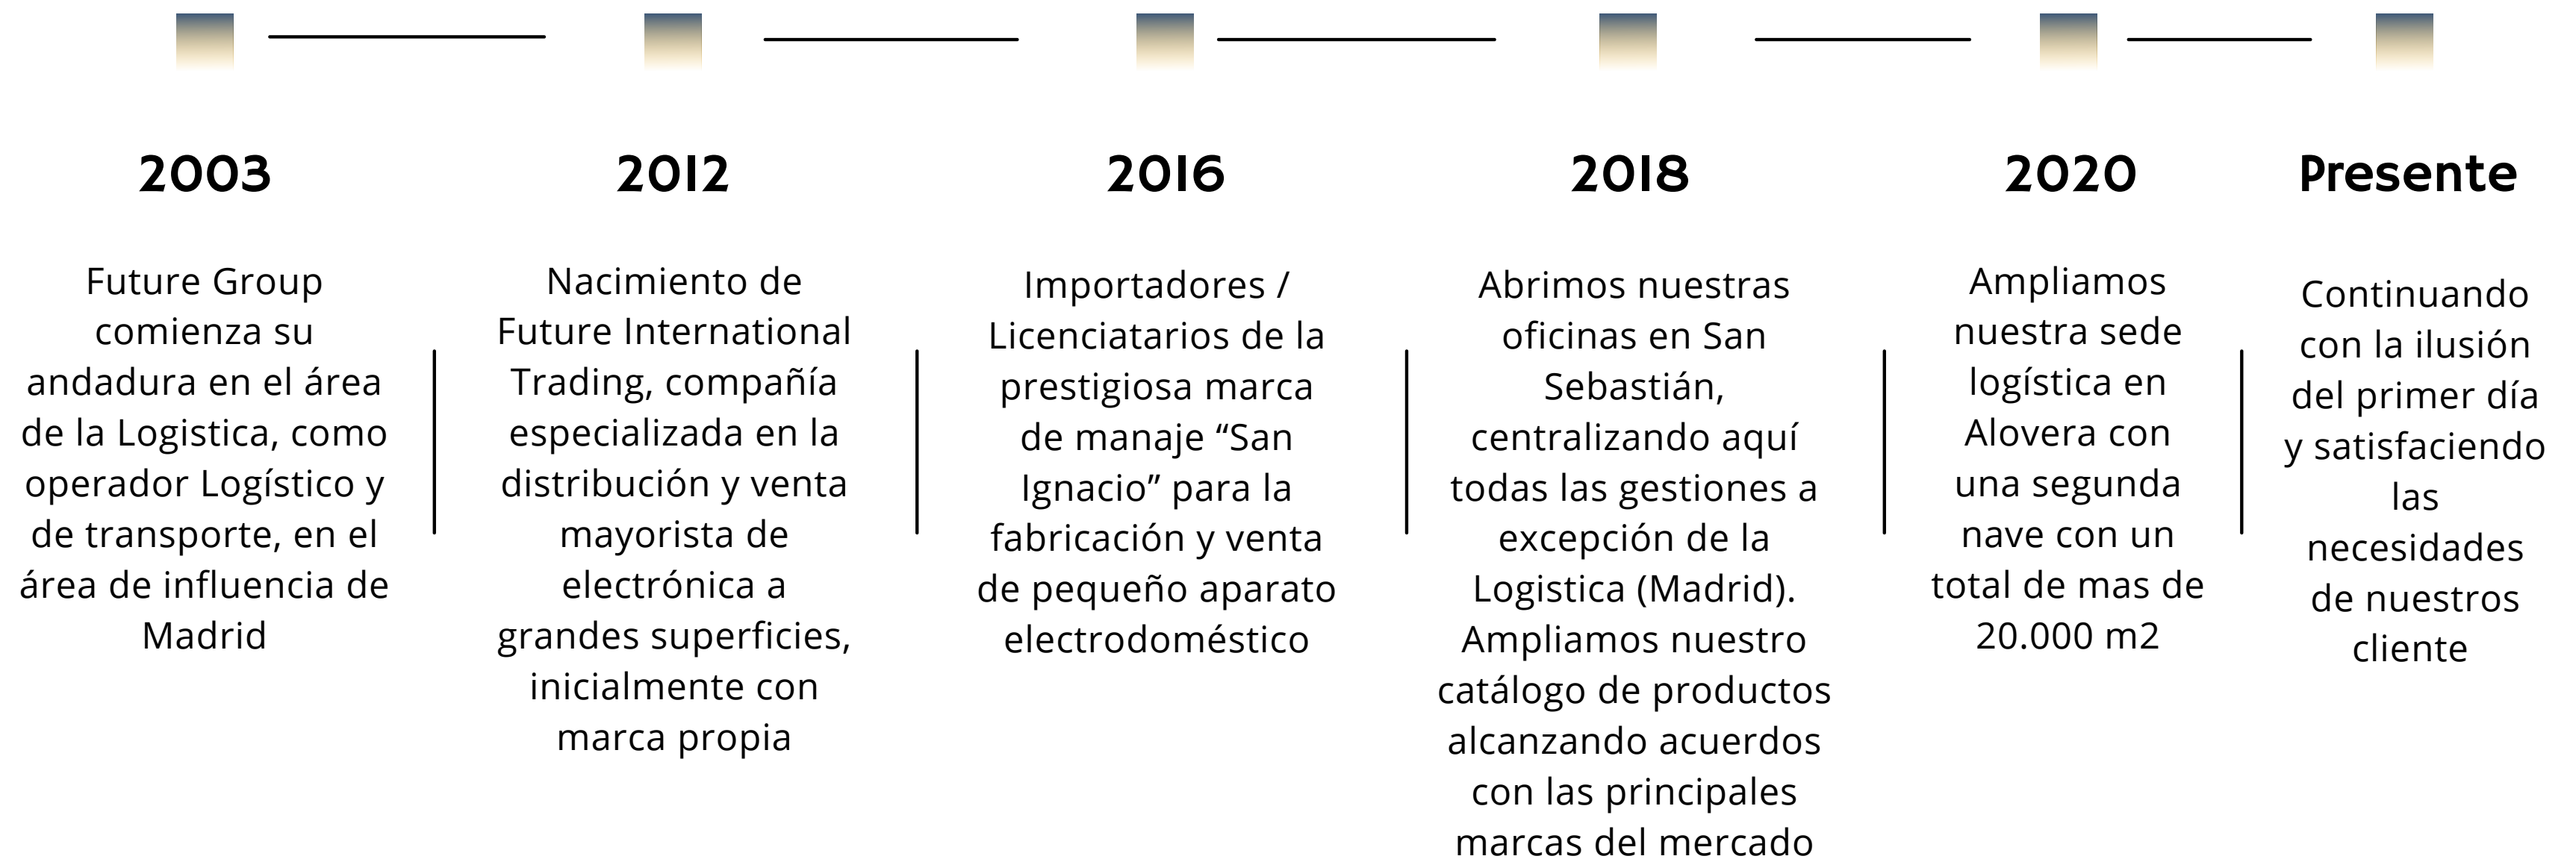 2003
Future Group
comienza su
andadura en el área
de la Logistica, como
operador Logístico y
de transporte, en el
área de influencia de
Madrid
2012
Nacimiento de
Future International
Trading, compañía
especializada en la
distribución y venta
mayorista de
electrónica a
grandes superficies,
inicialmente con
marca propia
2016
Importadores /
Licenciatarios de la
prestigiosa marca
de manaje “San
Ignacio” para la
fabricación y venta
de pequeño aparato
electrodoméstico
2018
Abrimos nuestras
oficinas en San
Sebastián,
centralizando aquí
todas las gestiones a
excepción de la
Logistica (Madrid).
Ampliamos nuestro
catálogo de productos
alcanzando acuerdos
con las principales
marcas del mercado
2020
Ampliamos
nuestra sede
logística en
Alovera con
una segunda
nave con un
total de mas de
20.000 m2
Presente
Continuando
con la ilusión
del primer día
y satisfaciendo
las
necesidades
de nuestros
cliente